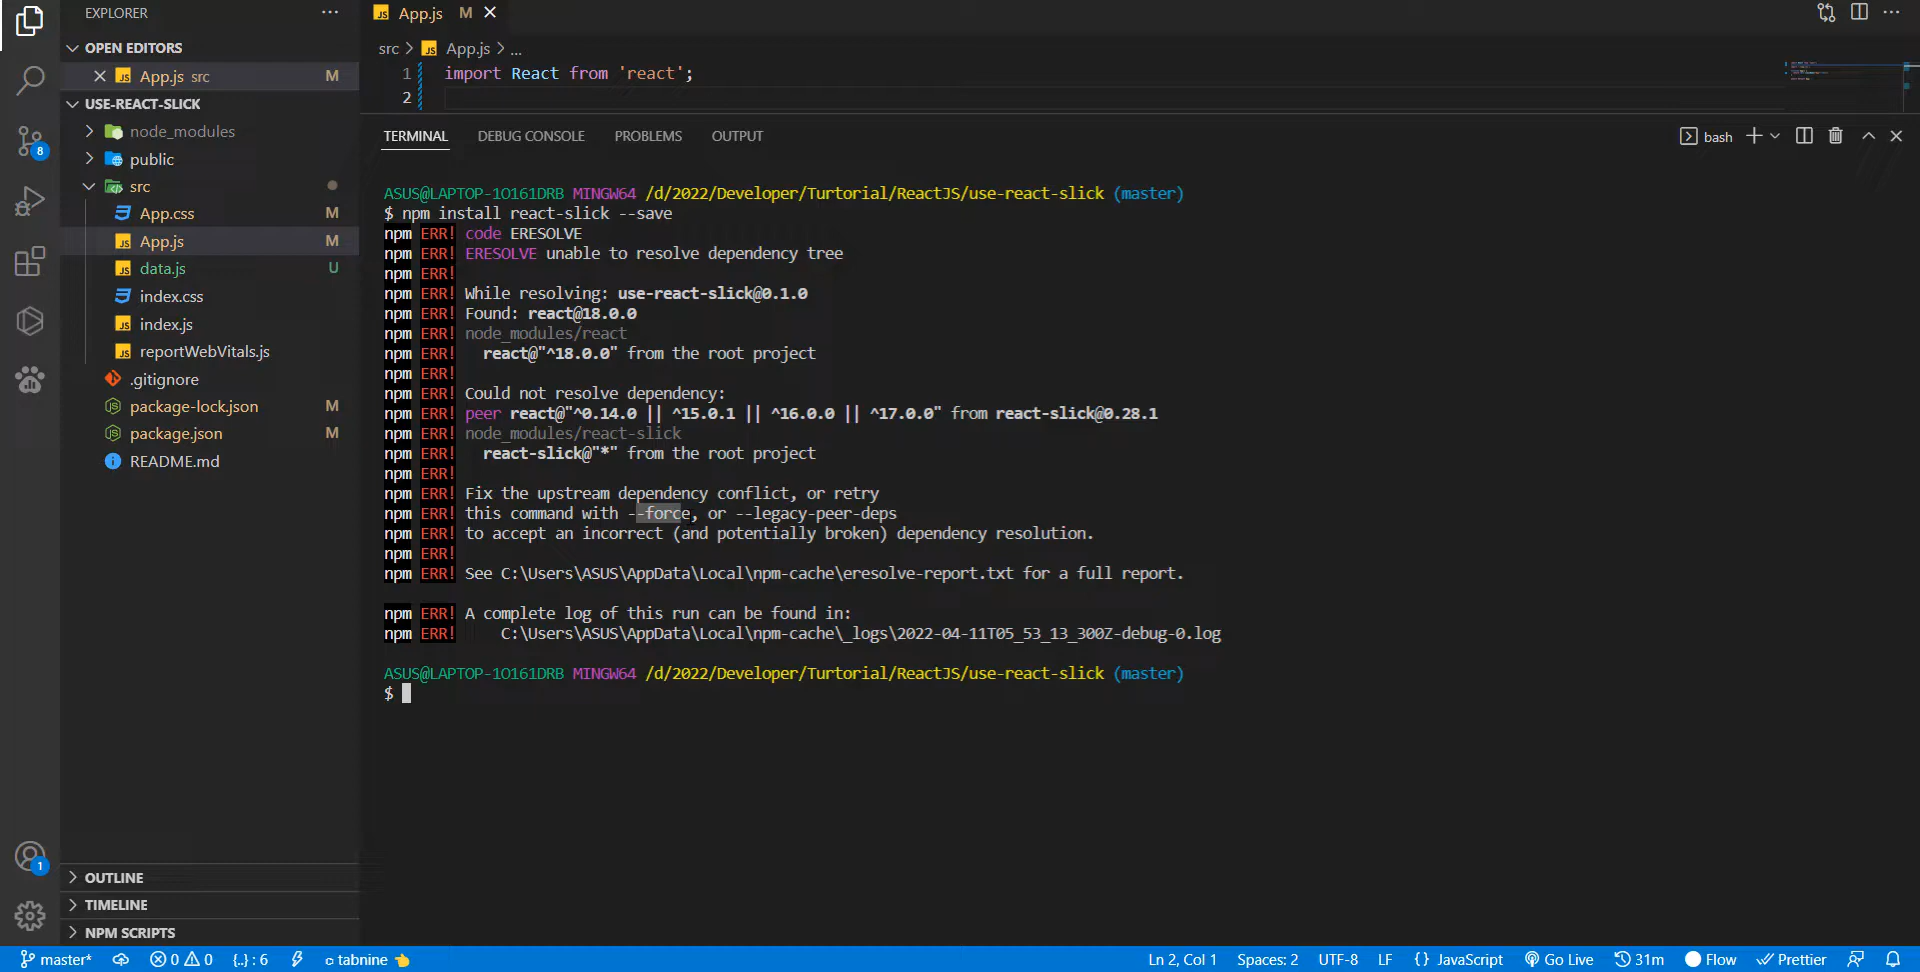 EXPLORER
OPEN EDITORS
App.js src M
USE-REACT-SLICK
node_modules
public
src
App.css M
App.js M
data.js U
index.css
index.js
reportWebVitals.js
.gitignore
package-lock.json M
package.json M
README.md
OUTLINE
TIMELINE
NPM SCRIPTS
8
1
App.js M
src > App.js > ...
1 import React from 'react';
2
TERMINAL DEBUG CONSOLE PROBLEMS OUTPUT
bash
ASUS@LAPTOP-1O161DRB MINGW64 /d/2022/Developer/Turtorial/ReactJS/use-react-slick (master)
$ npm install react-slick --save
npm ERR! code ERESOLVE
npm ERR! ERESOLVE unable to resolve dependency tree
npm ERR!
npm ERR! While resolving: use-react-slick@0.1.0
npm ERR! Found: react@18.0.0
npm ERR! node_modules/react
npm ERR!   react@"^18.0.0" from the root project
npm ERR!
npm ERR! Could not resolve dependency:
npm ERR! peer react@"^0.14.0 || ^15.0.1 || ^16.0.0 || ^17.0.0" from react-slick@0.28.1
npm ERR! node_modules/react-slick
npm ERR!   react-slick@"*" from the root project
npm ERR!
npm ERR! Fix the upstream dependency conflict, or retry
npm ERR! this command with --force, or --legacy-peer-deps
npm ERR! to accept an incorrect (and potentially broken) dependency resolution.
npm ERR!
npm ERR! See C:\Users\ASUS\AppData\Local\npm-cache\eresolve-report.txt for a full report.
npm ERR! A complete log of this run can be found in:
npm ERR!     C:\Users\ASUS\AppData\Local\npm-cache\_logs\2022-04-11T05_53_13_300Z-debug-0.log
ASUS@LAPTOP-1O161DRB MINGW64 /d/2022/Developer/Turtorial/ReactJS/use-react-slick (master)
$
master* 0 0 {..} : 6 tabnine Ln 2, Col 1 Spaces: 2 UTF-8 LF {} JavaScript Go Live 31m Flow Prettier